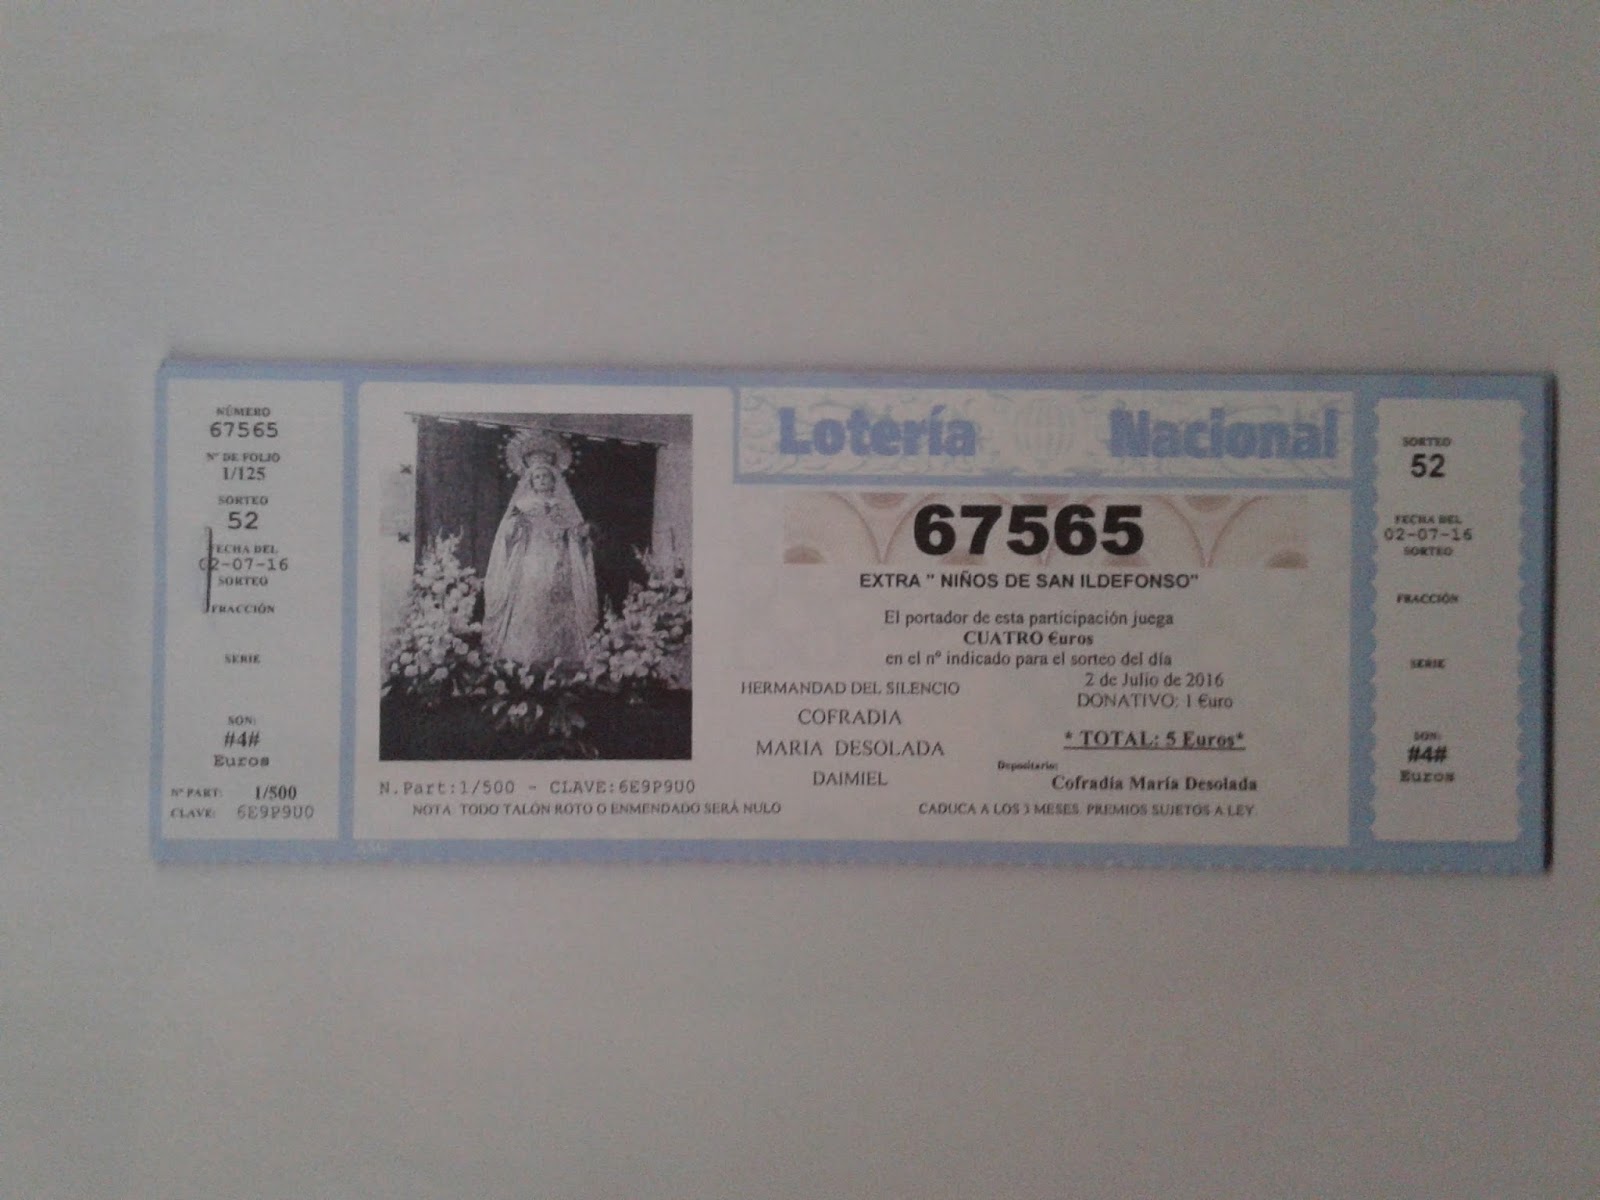 NÚMERO
67565
Nº DE FOLIO
1/125
SORTEO
52
FECHA DEL
02-07-16
SORTEO
FRACCIÓN
SERIE
SON:
#4#
Euros
Nº PART: 1/500
CLAVE: 6E9P9U0
N.Part:1/500 - CLAVE:6E9P9U0
NOTA: TODO TALÓN ROTO O ENMENDADO SERÁ NULO
Lotería Nacional
67565
EXTRA " NIÑOS DE SAN ILDEFONSO"
El portador de esta participación juega
CUATRO €uros
en el nº indicado para el sorteo del día
2 de Julio de 2016
DONATIVO: 1 €uro
* TOTAL: 5 Euros*
HERMANDAD DEL SILENCIO
COFRADIA
MARIA DESOLADA
DAIMIEL
Depositario:
Cofradía María Desolada
CADUCA A LOS 3 MESES. PREMIOS SUJETOS A LEY.
SORTEO
52
FECHA DEL
02-07-16
SORTEO
FRACCIÓN
SERIE
SON:
#4#
Euros